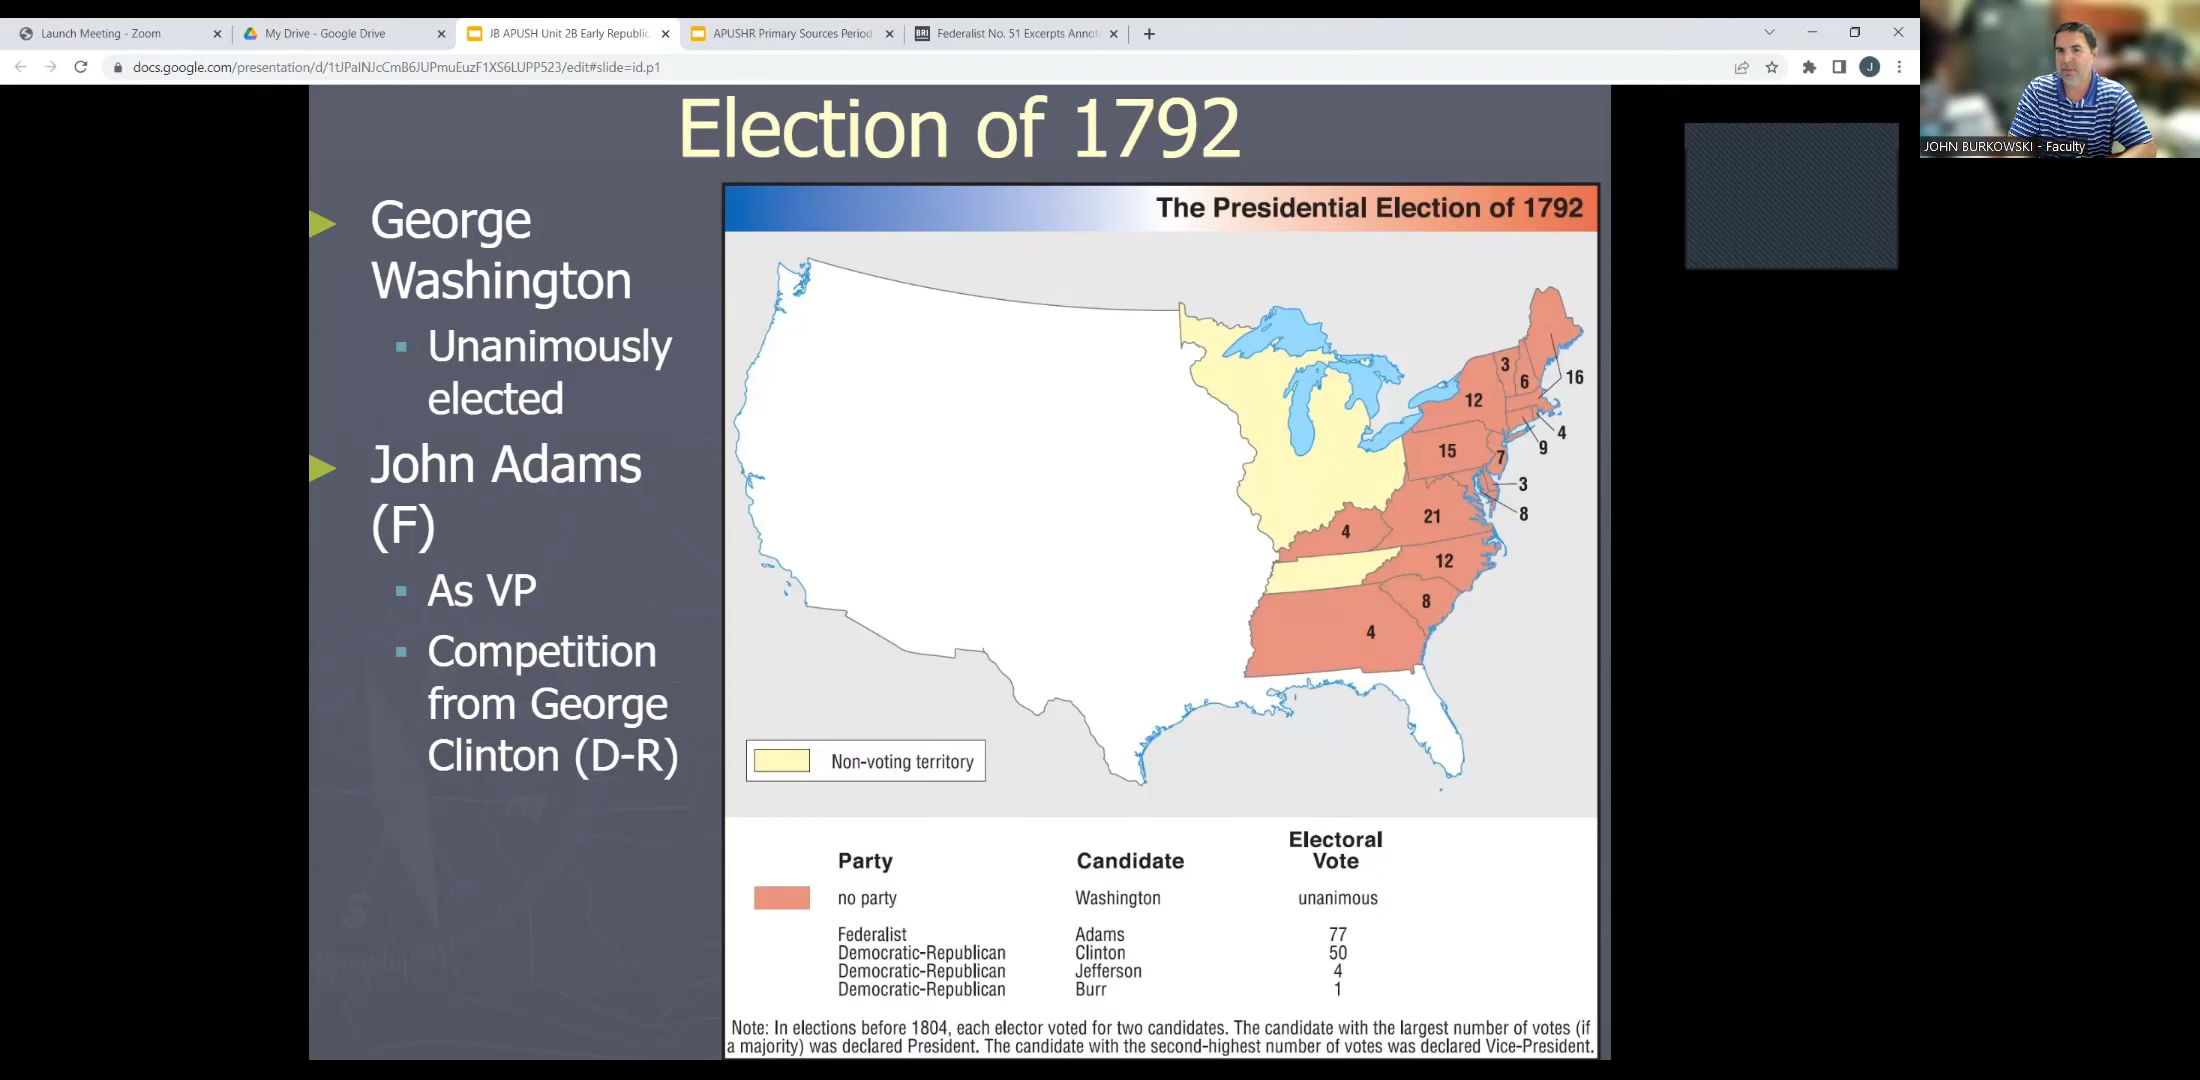 Launch Meeting - Zoom
My Drive - Google Drive
JB APUSH Unit 2B Early Republic
APUSHR Primary Sources Period
BRI
Federalist No. 51 Excerpts Annot
docs.google.com/presentation/d/1tJPaINJcCmB6JUPmuEuzF1XS6LUPP523/edit#slide=id.p1
J
JOHN BURKOWSKI - Faculty
Election of 1792
George
Washington
Unanimously
elected
John Adams
(F)
As VP
Competition
from George
Clinton (D-R)
The Presidential Election of 1792
3
6
16
12
4
9
15
7
3
8
21
4
12
8
4
Non-voting territory
Electoral
Party Candidate Vote
no party Washington unanimous
Federalist Adams 77
Democratic-Republican Clinton 50
Democratic-Republican Jefferson 4
Democratic-Republican Burr 1
Note: In elections before 1804, each elector voted for two candidates. The candidate with the largest number of votes (if
a majority) was declared President. The candidate with the second-highest number of votes was declared Vice-President.